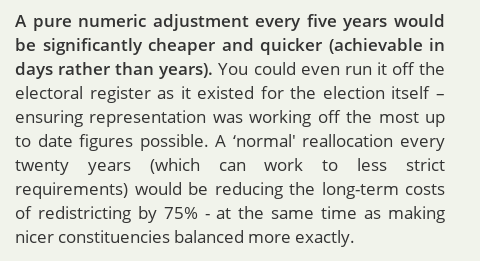 A pure numeric adjustment every five years would
be significantly cheaper and quicker (achievable in
days rather than years). You could even run it off the
electoral register as it existed for the election itself –
ensuring representation was working off the most up
to date figures possible. A ‘normal' reallocation every
twenty years (which can work to less strict
requirements) would be reducing the long-term costs
of redistricting by 75% - at the same time as making
nicer constituencies balanced more exactly.